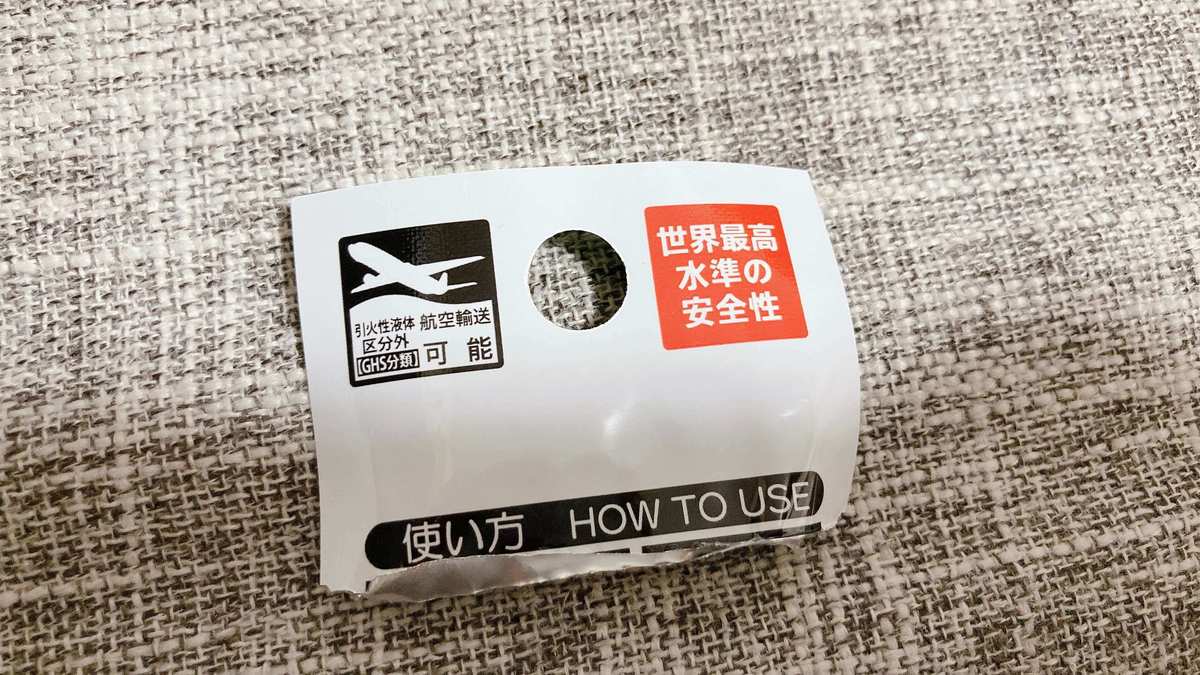 引火性液体
区分外
【GHS分類】
航空輸送
可能
世界最高
水準の
安全性
使い方 HOW TO USE